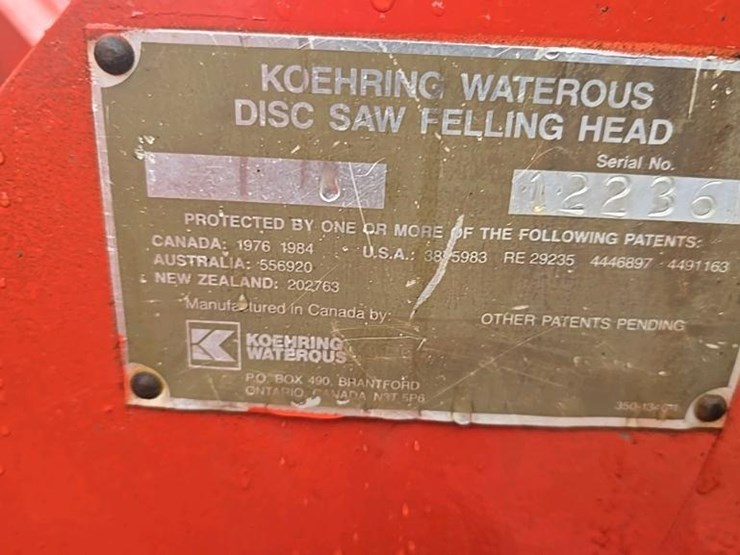 KOEHRING WATEROUS
DISC SAW FELLING HEAD
Serial No.
12236
PROTECTED BY ONE OR MORE OF THE FOLLOWING PATENTS:
CANADA: 1976 1984 U.S.A.: RE 29235 4446897 4491163
AUSTRALIA: 556920
NEW ZEALAND: 202763
Manufactured in Canada by:
OTHER PATENTS PENDING
KOEHRING
WATEROUS
P.O. BOX 490, BRANTFORD
ONTARIO, CANADA N3T 5P6